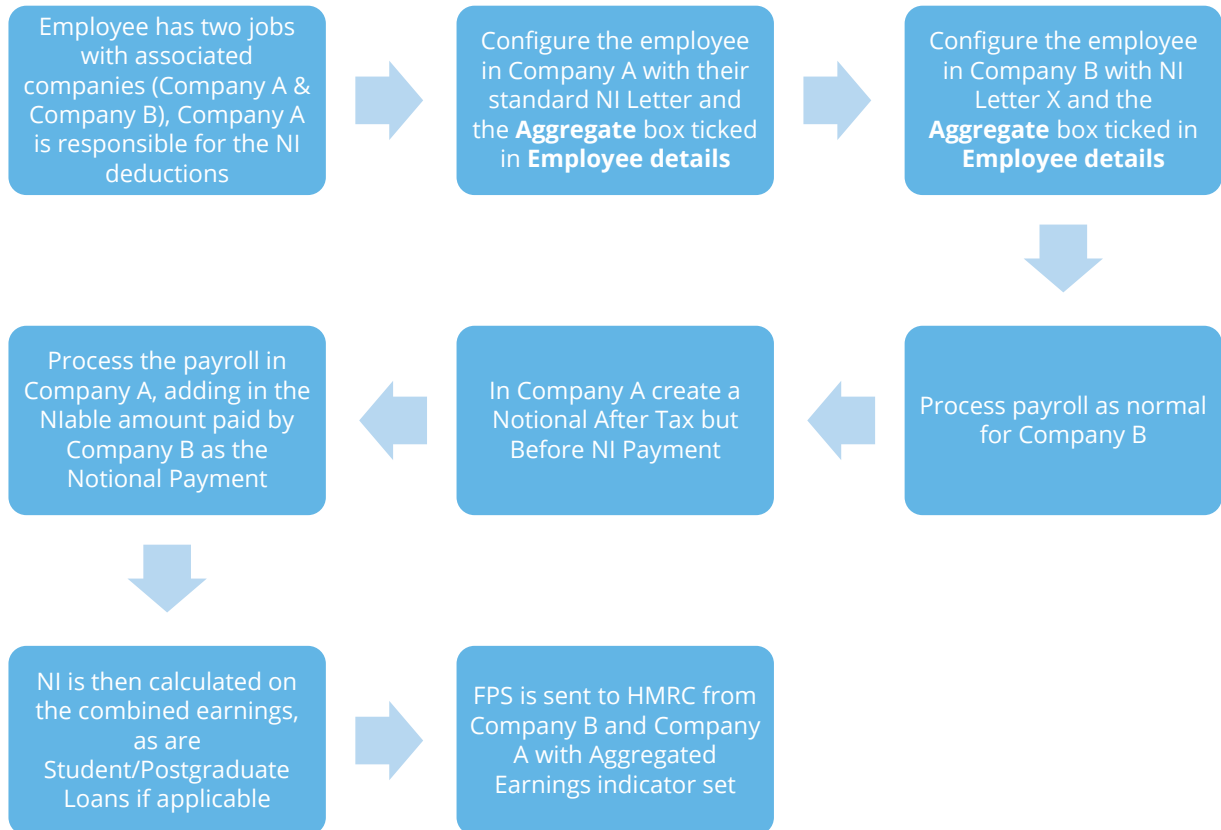 Employee has two jobs
with associated
companies (Company A &
Company B), Company A
is responsible for the NI
deductions
Configure the employee
in Company A with their
standard NI Letter and
the Aggregate box ticked
in Employee details
Configure the employee
in Company B with NI
Letter X and the
Aggregate box ticked in
Employee details
Process payroll as normal
for Company B
In Company A create a
Notional After Tax but
Before NI Payment
Process the payroll in
Company A, adding in the
NIable amount paid by
Company B as the
Notional Payment
NI is then calculated on
the combined earnings,
as are
Student/Postgraduate
Loans if applicable
FPS is sent to HMRC from
Company B and Company
A with Aggregated
Earnings indicator set